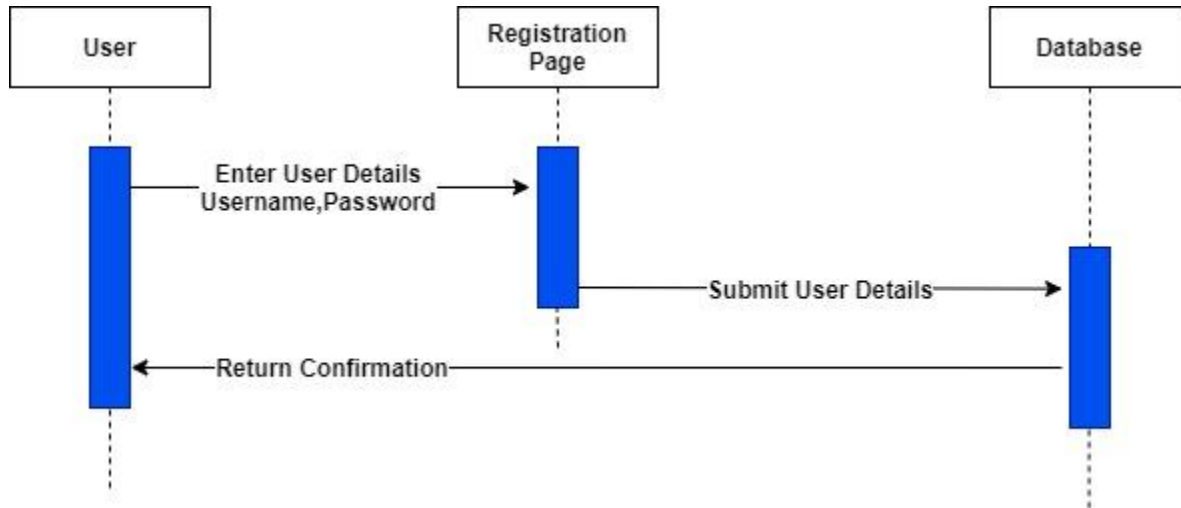 User
Registration
Page
Database
Enter User Details
Username,Password
Submit User Details
Return Confirmation